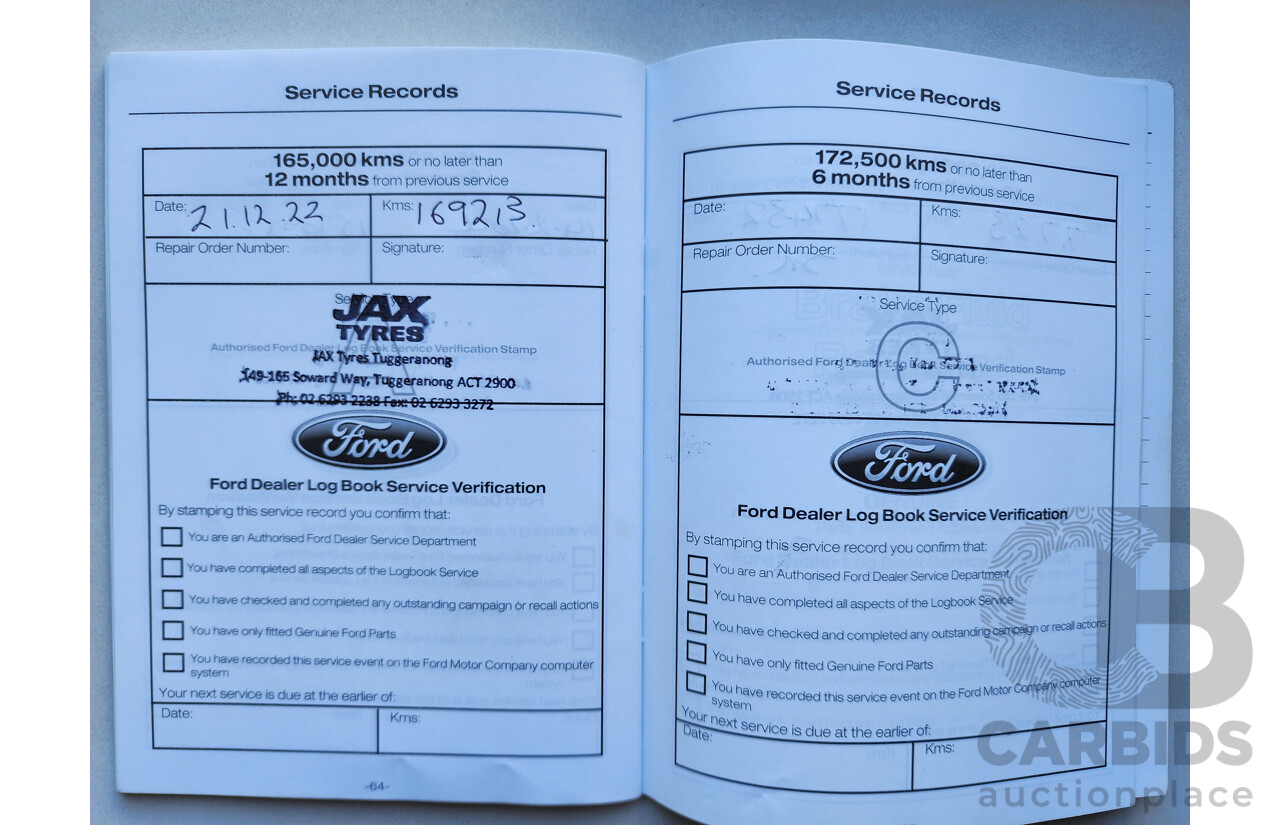 Service Records
165,000 kms or no later than
12 months from previous service
Date: 21.12.22 Kms: 169213.
Repair Order Number: Signature:
Service Type
JAX
TYRES
Authorised Ford Dealer Log Book Service Verification Stamp
JAX Tyres Tuggeranong
149-165 Soward Way, Tuggeranong ACT 2900
Ph: 02 6293 2238 Fax: 02 6293 3272
A
Ford
Ford Dealer Log Book Service Verification
By stamping this service record you confirm that:
You are an Authorised Ford Dealer Service Department
You have completed all aspects of the Logbook Service
You have checked and completed any outstanding campaign or recall actions
You have only fitted Genuine Ford Parts
You have recorded this service event on the Ford Motor Company computer
system
Your next service is due at the earlier of:
Date: Kms:
-64-
Service Records
172,500 kms or no later than
6 months from previous service
Date: Kms:
Repair Order Number: Signature:
Service Type
C
Authorised Ford Dealer Log Book Service Verification Stamp
Ford
Ford Dealer Log Book Service Verification
By stamping this service record you confirm that:
You are an Authorised Ford Dealer Service Department
You have completed all aspects of the Logbook Service
You have checked and completed any outstanding campaign or recall actions
You have only fitted Genuine Ford Parts
You have recorded this service event on the Ford Motor Company computer
system
Your next service is due at the earlier of:
Date: Kms:
CB
CARBIDS
auctionplace